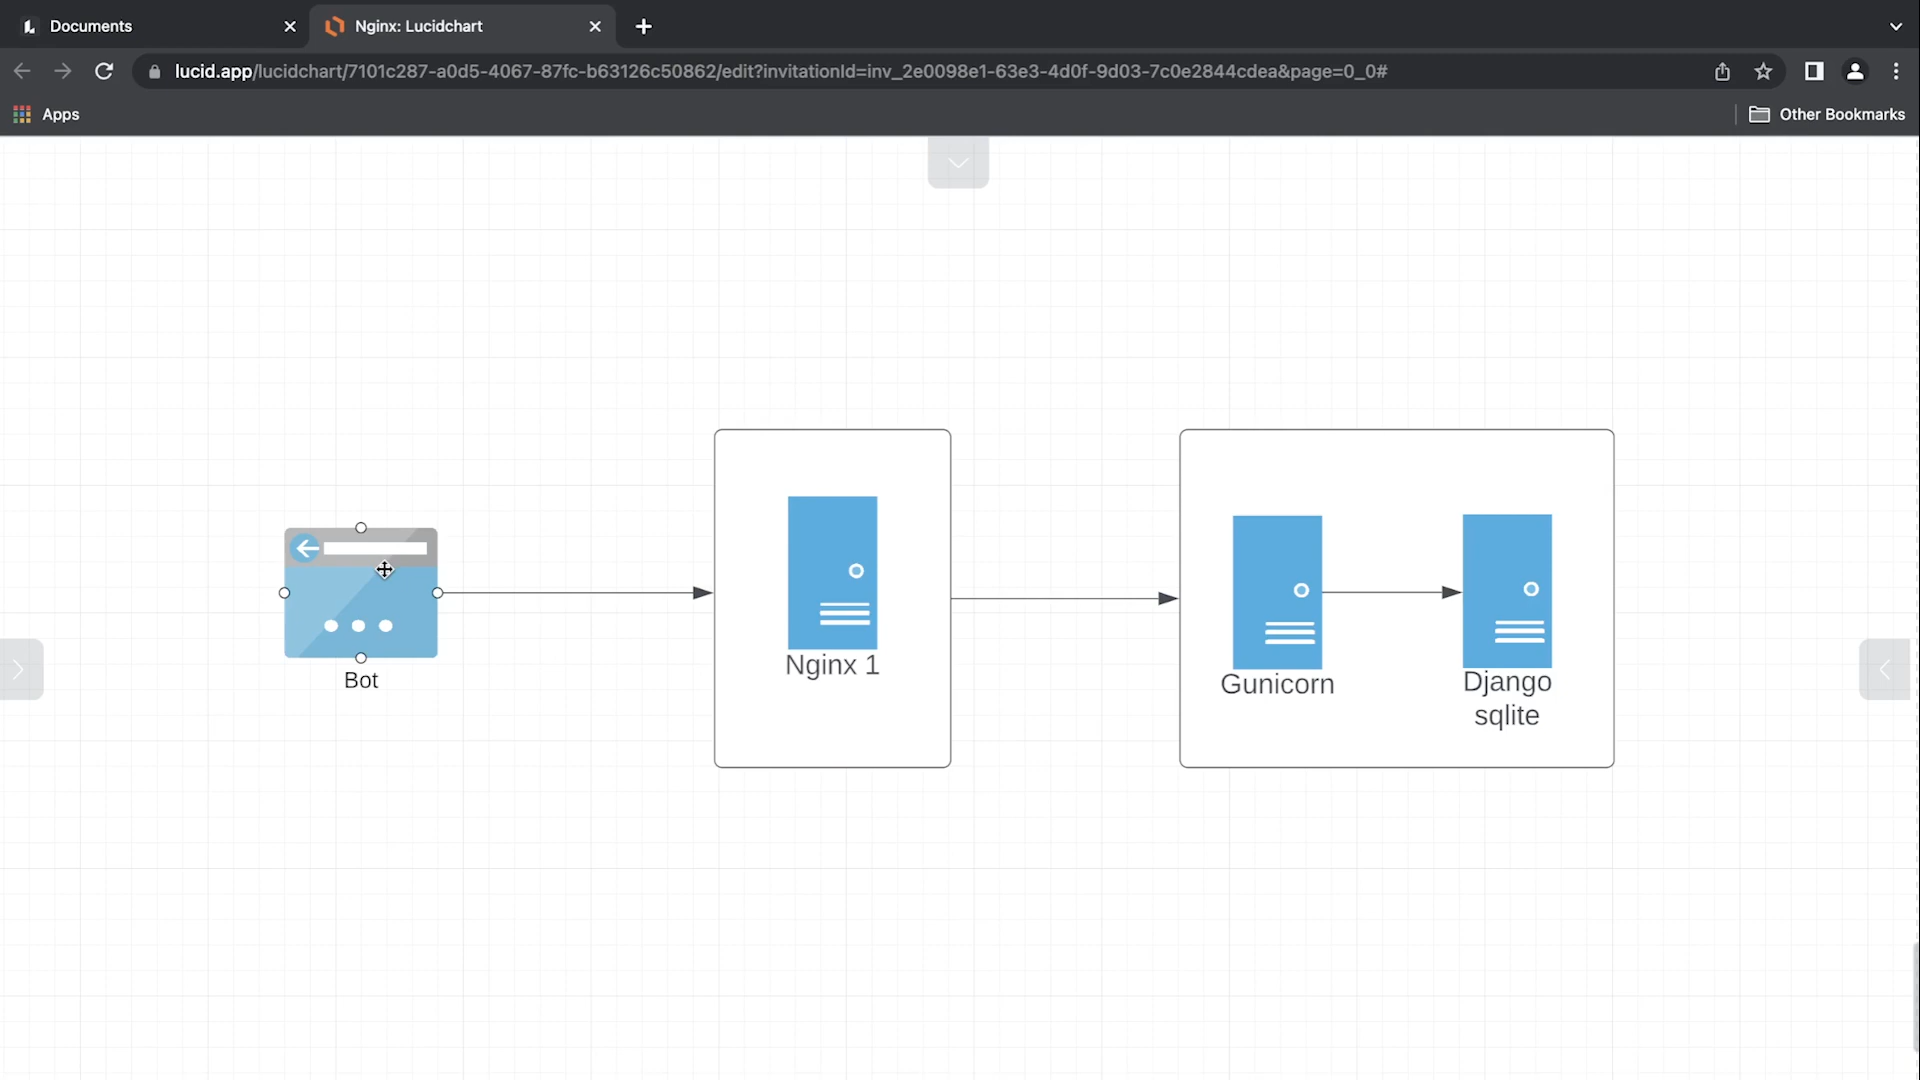 Documents
Nginx: Lucidchart
lucid.app/lucidchart/7101c287-a0d5-4067-87fc-b63126c50862/edit?invitationId=inv_2e0098e1-63e3-4d0f-9d03-7c0e2844cdea&page=0_0#
Apps
Other Bookmarks
Bot
Nginx 1
Gunicorn
Django
sqlite